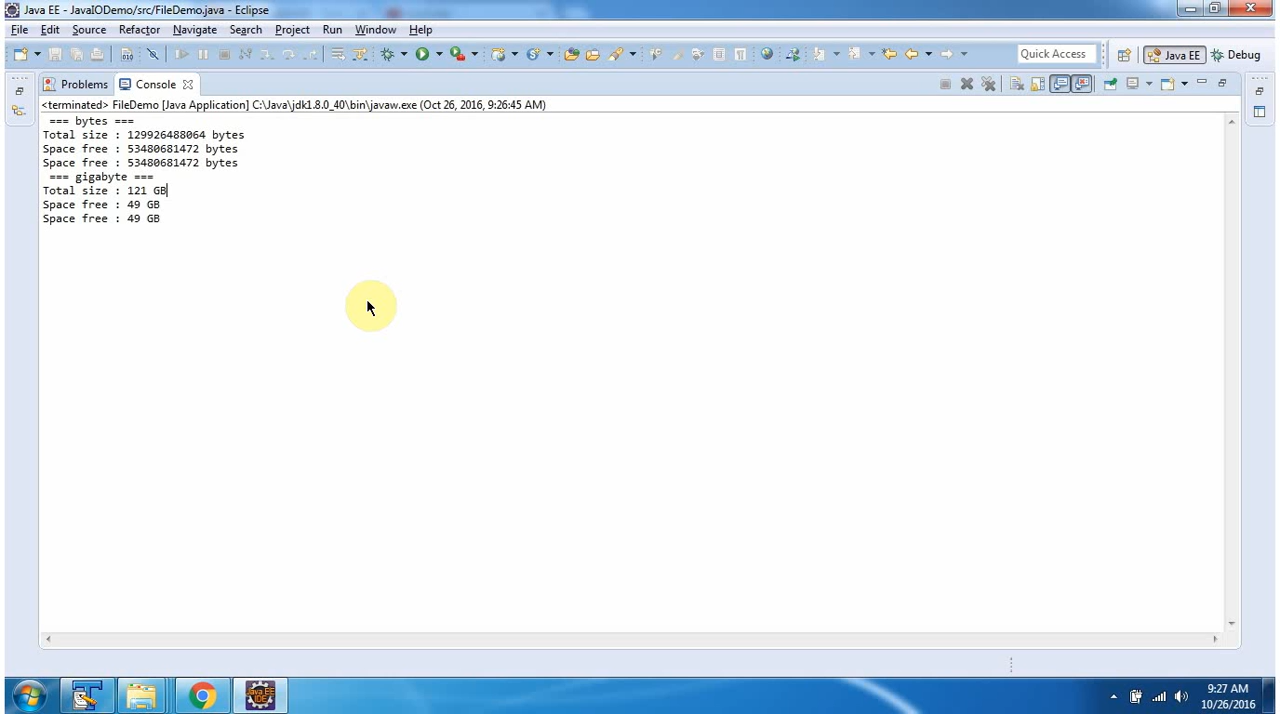 Java EE - JavaIODemo/src/FileDemo.java - Eclipse
File Edit Source Refactor Navigate Search Project Run Window Help
Quick Access Java EE Debug
Problems Console
<terminated> FileDemo [Java Application] C:\Java\jdk1.8.0_40\bin\javaw.exe (Oct 26, 2016, 9:26:45 AM)
=== bytes ===
Total size : 129926488064 bytes
Space free : 53480681472 bytes
Space free : 53480681472 bytes
=== gigabyte ===
Total size : 121 GB
Space free : 49 GB
Space free : 49 GB
Java EE
IDE
9:27 AM
10/26/2016